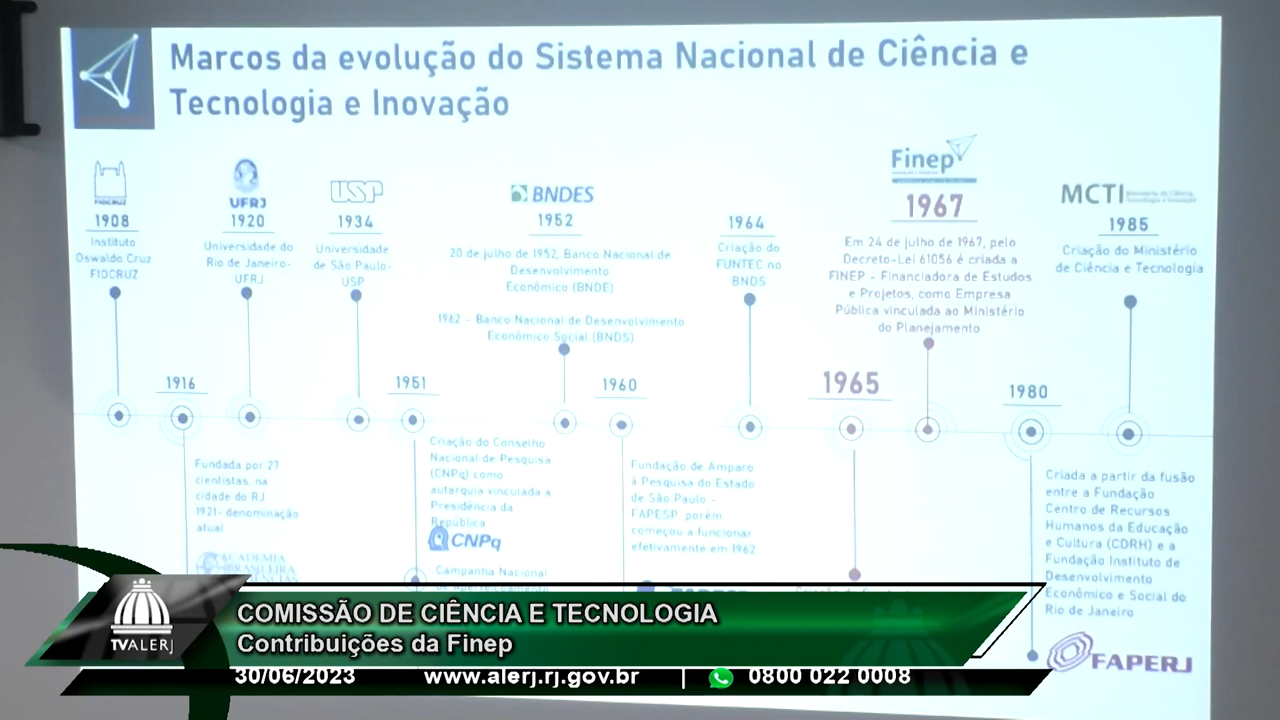 Marcos da evolução do Sistema Nacional de Ciência e
Tecnologia e Inovação
FIOCRUZ
1908
Instituto
Oswaldo Cruz
FIOCRUZ
UFRJ
1920
Universidade do
Rio de Janeiro-
UFRJ
USP
1934
Universidade
de São Paulo-
USP
BNDES
1952
20 de julho de 1952, Banco Nacional de
Desenvolvimento
Econômico (BNDE)
1962 - Banco Nacional de Desenvolvimento
Econômico Social (BNDS)
1964
Criação do
FUNTEC no
BNDS
Finep
1967
Em 24 de julho de 1967, pelo
Decreto-Lei 61056 é criada a
FINEP - Financiadora de Estudos
e Projetos, como Empresa
Pública vinculada ao Ministério
do Planejamento
MCTI
1985
Criação do Ministério
de Ciência e Tecnologia
1916
Fundada por 27
cientistas, na
cidade do RJ
1921- denominação
atual
ACADEMIA
BRASILEIRA
1951
Criação do Conselho
Nacional de Pesquisa
(CNPq) como
autarquia vinculada a
Presidência da
República
CNPq
Campanha Nacional
1960
Fundação de Amparo
à Pesquisa do Estado
de São Paulo -
FAPESP, porém
começou a funcionar
efetivamente em 1962
1965
1980
Criada a partir da fusão
entre a Fundação
Centro de Recursos
Humanos da Educação
e Cultura (CDRH) e a
Fundação Instituto de
Desenvolvimento
Econômico e Social do
Rio de Janeiro
FAPERJ
TVALERJ
COMISSÃO DE CIÊNCIA E TECNOLOGIA
Contribuições da Finep
30/06/2023 www.alerj.rj.gov.br | 0800 022 0008